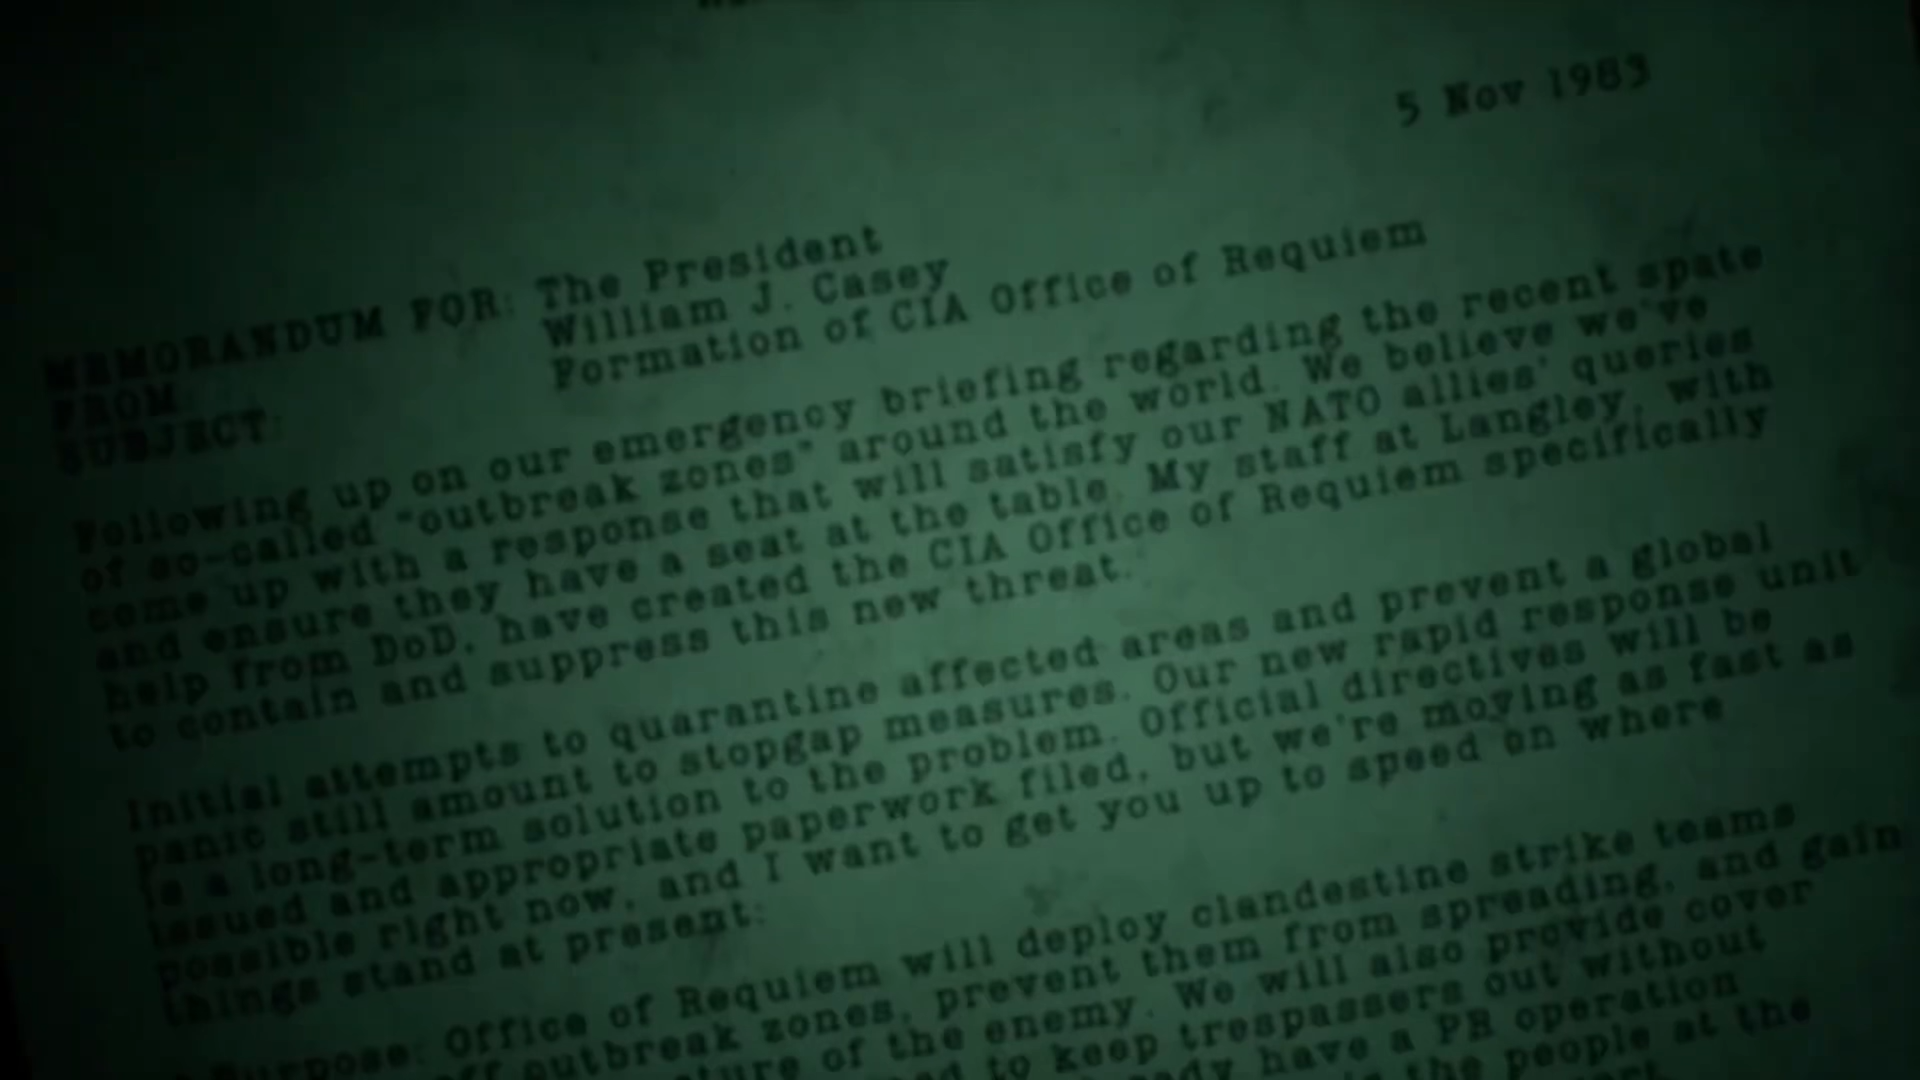 5 Nov 1983
MEMORANDUM FOR: The President
FROM: William J. Casey
SUBJECT: Formation of CIA Office of Requiem
Following up on our emergency briefing regarding the recent spate
of so-called "outbreak zones" around the world. We believe we've
come up with a response that will satisfy our NATO allies' queries
and ensure they have a seat at the table. My staff at Langley, with
help from DoD, have created the CIA Office of Requiem specifically
to contain and suppress this new threat.
Initial attempts to quarantine affected areas and prevent a global
panic still amount to stopgap measures. Our new rapid response unit
is a long-term solution to the problem. Official directives will be
issued and appropriate paperwork filed, but we're moving as fast as
possible right now, and I want to get you up to speed on where
things stand at present:
Purpose: Office of Requiem will deploy clandestine strike teams
outbreak zones, prevent them from spreading, and gain
of the enemy. We will also provide cover
to keep trespassers out without
have a PR operation
the people at the